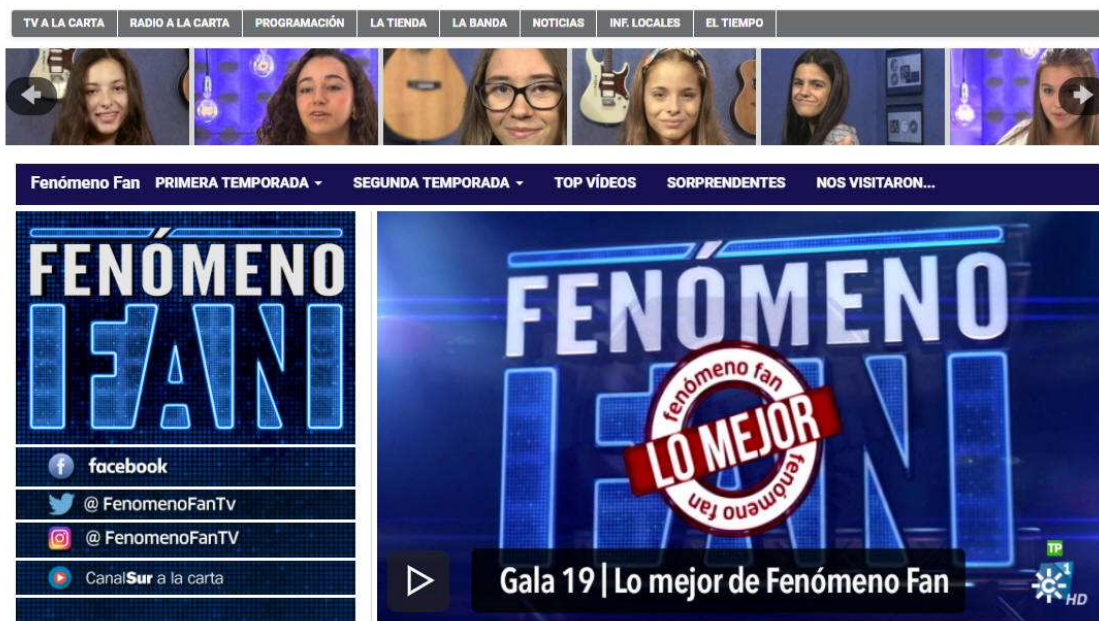 TV A LA CARTA RADIO A LA CARTA PROGRAMACIÓN LA TIENDA LA BANDA NOTICIAS INF. LOCALES EL TIEMPO
Fenómeno Fan PRIMERA TEMPORADA SEGUNDA TEMPORADA TOP VÍDEOS SORPRENDENTES NOS VISITARON...
FENÓMENO
FAN
facebook
@ FenomenoFanTv
@ FenomenoFanTV
CanalSur a la carta
FENÓMENO
FAN
fenómeno fan
LO MEJOR
fenómeno fan
Gala 19 | Lo mejor de Fenómeno Fan
TP
1
HD